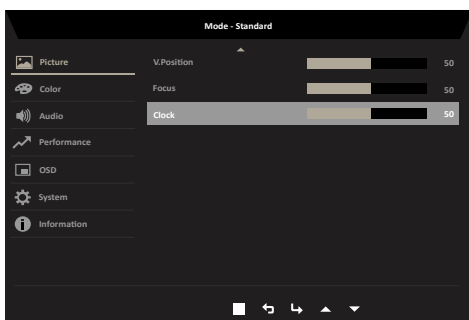 Mode - Standard
Picture
V.Position 50
Color
Focus 50
Audio
Clock 50
Performance
OSD
System
Information